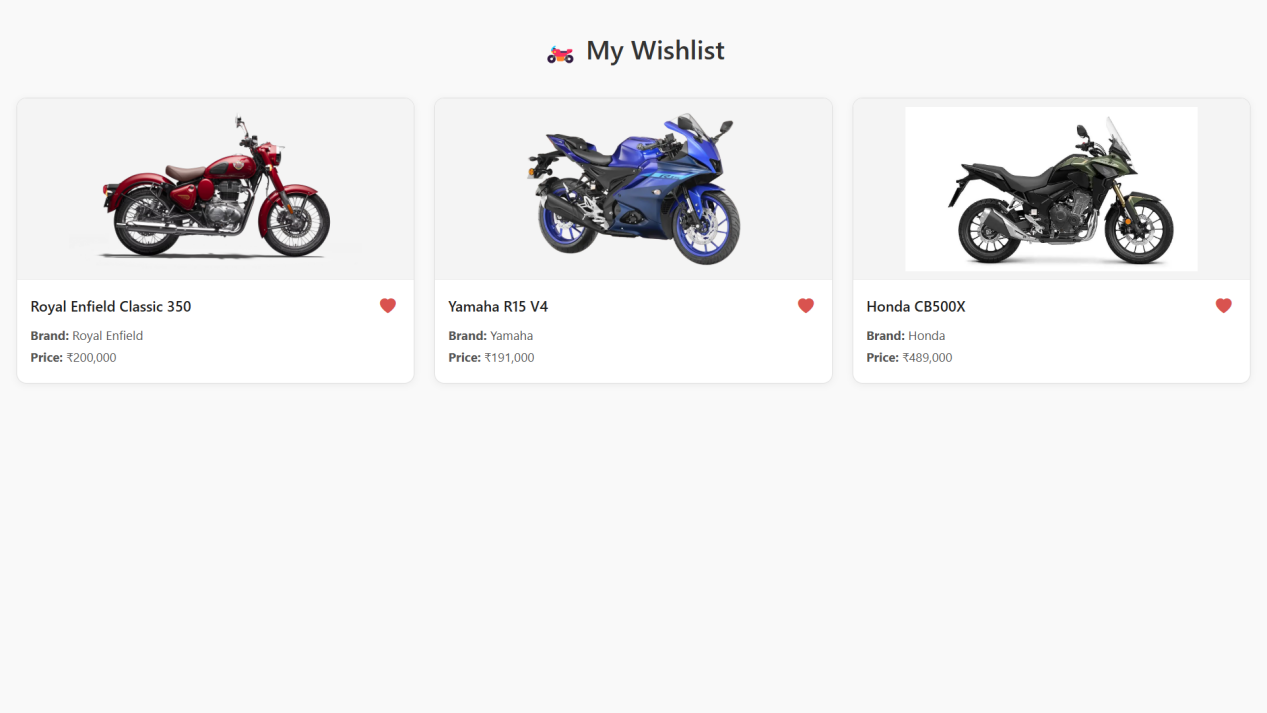 My Wishlist
Royal Enfield Classic 350
Brand: Royal Enfield
Price: ₹200,000
Yamaha R15 V4
Brand: Yamaha
Price: ₹191,000
Honda CB500X
Brand: Honda
Price: ₹489,000